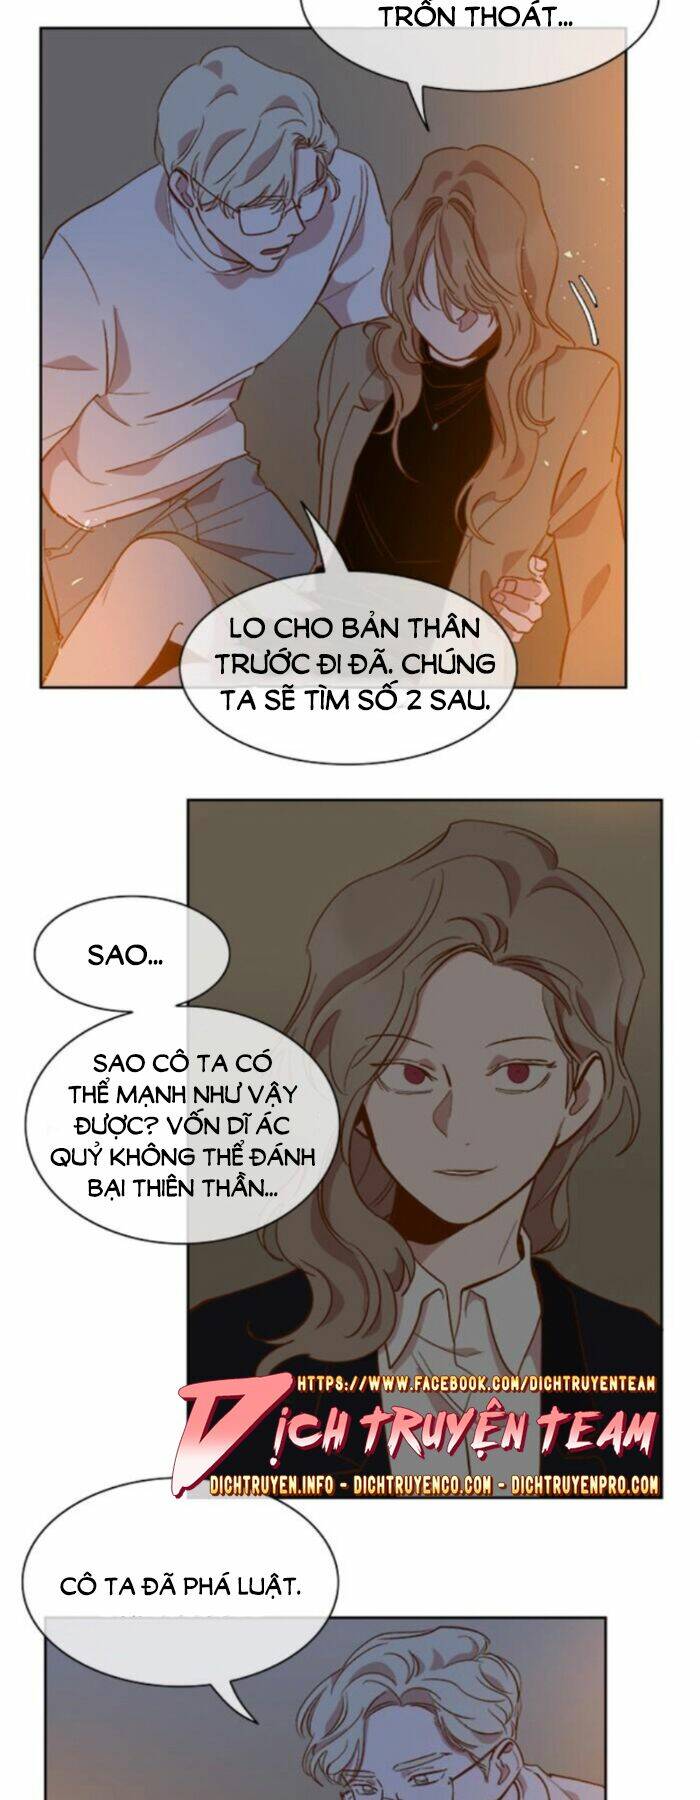 TRỐN THOÁT...
LO CHO BẢN THÂN
TRƯỚC ĐI ĐÃ. CHÚNG
TA SẼ TÌM SỐ 2 SAU.
SAO...
SAO CÔ TA CÓ
THỂ MẠNH NHƯ VẬY
ĐƯỢC? VỐN DĨ ÁC
QUỶ KHÔNG THỂ ĐÁNH
BẠI THIÊN THẦN...
HTTPS://WWW.FACEBOOK.COM/DICHTRUYENTEAM
DỊCH TRUYỆN TEAM
DICHTRUYEN.INFO - DICHTRUYENCO.COM - DICHTRUYENPRO.COM
CÔ TA ĐÃ PHÁ LUẬT.